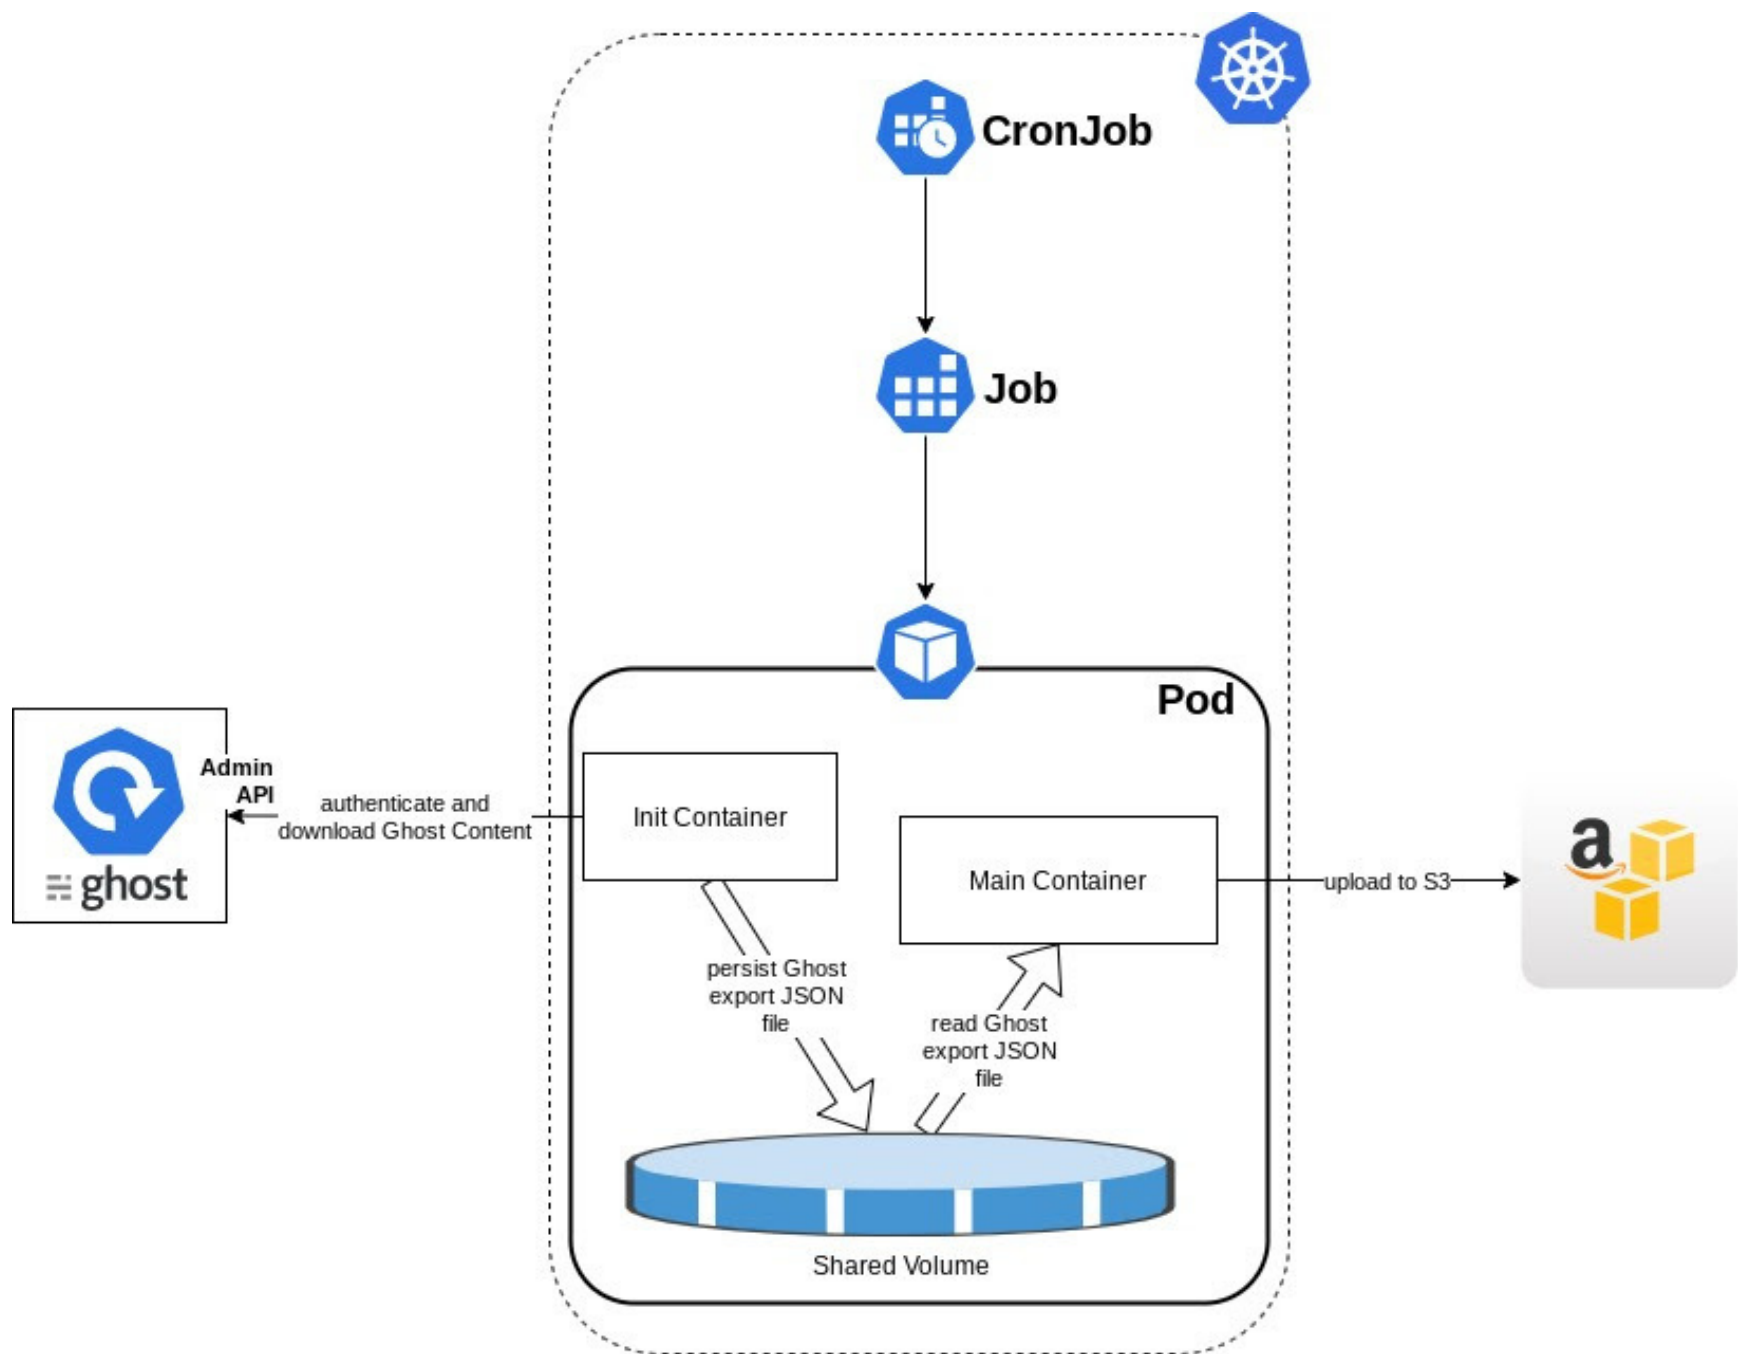 CronJob
Job
Pod
Admin
API
authenticate and
download Ghost Content
ghost
Init Container
Main Container
upload to S3
a
persist Ghost
export JSON
file
read Ghost
export JSON
file
Shared Volume